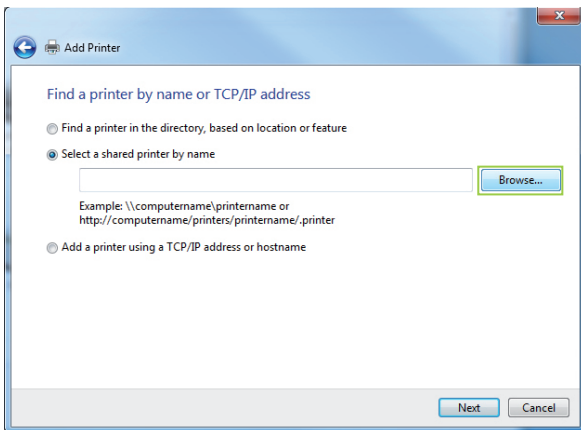 Add Printer
Find a printer by name or TCP/IP address
Find a printer in the directory, based on location or feature
Select a shared printer by name
Browse...
Example: \\computername\printername or
http://computername/printers/printername/.printer
Add a printer using a TCP/IP address or hostname
Next Cancel